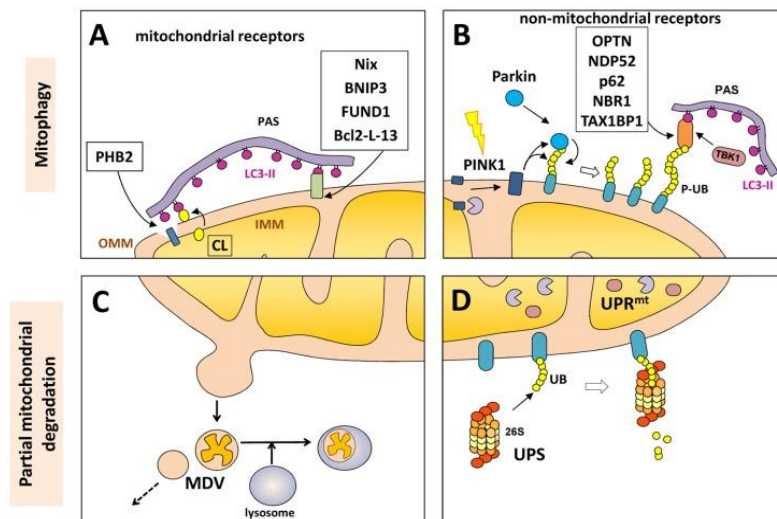 Mitophagy
A
mitochondrial receptors
Nix
BNIP3
FUND1
Bcl2-L-13
PAS
PHB2
LC3-II
OMM
IMM
CL
non-mitochondrial receptors
B
OPTN
NDP52
p62
NBR1
TAX1BP1
Parkin
PAS
PINK1
TBK1
LC3-II
P-UB
Partial mitochondrial
degradation
C
MDV
lysosome
D
UPRmt
UB
26S
UPS